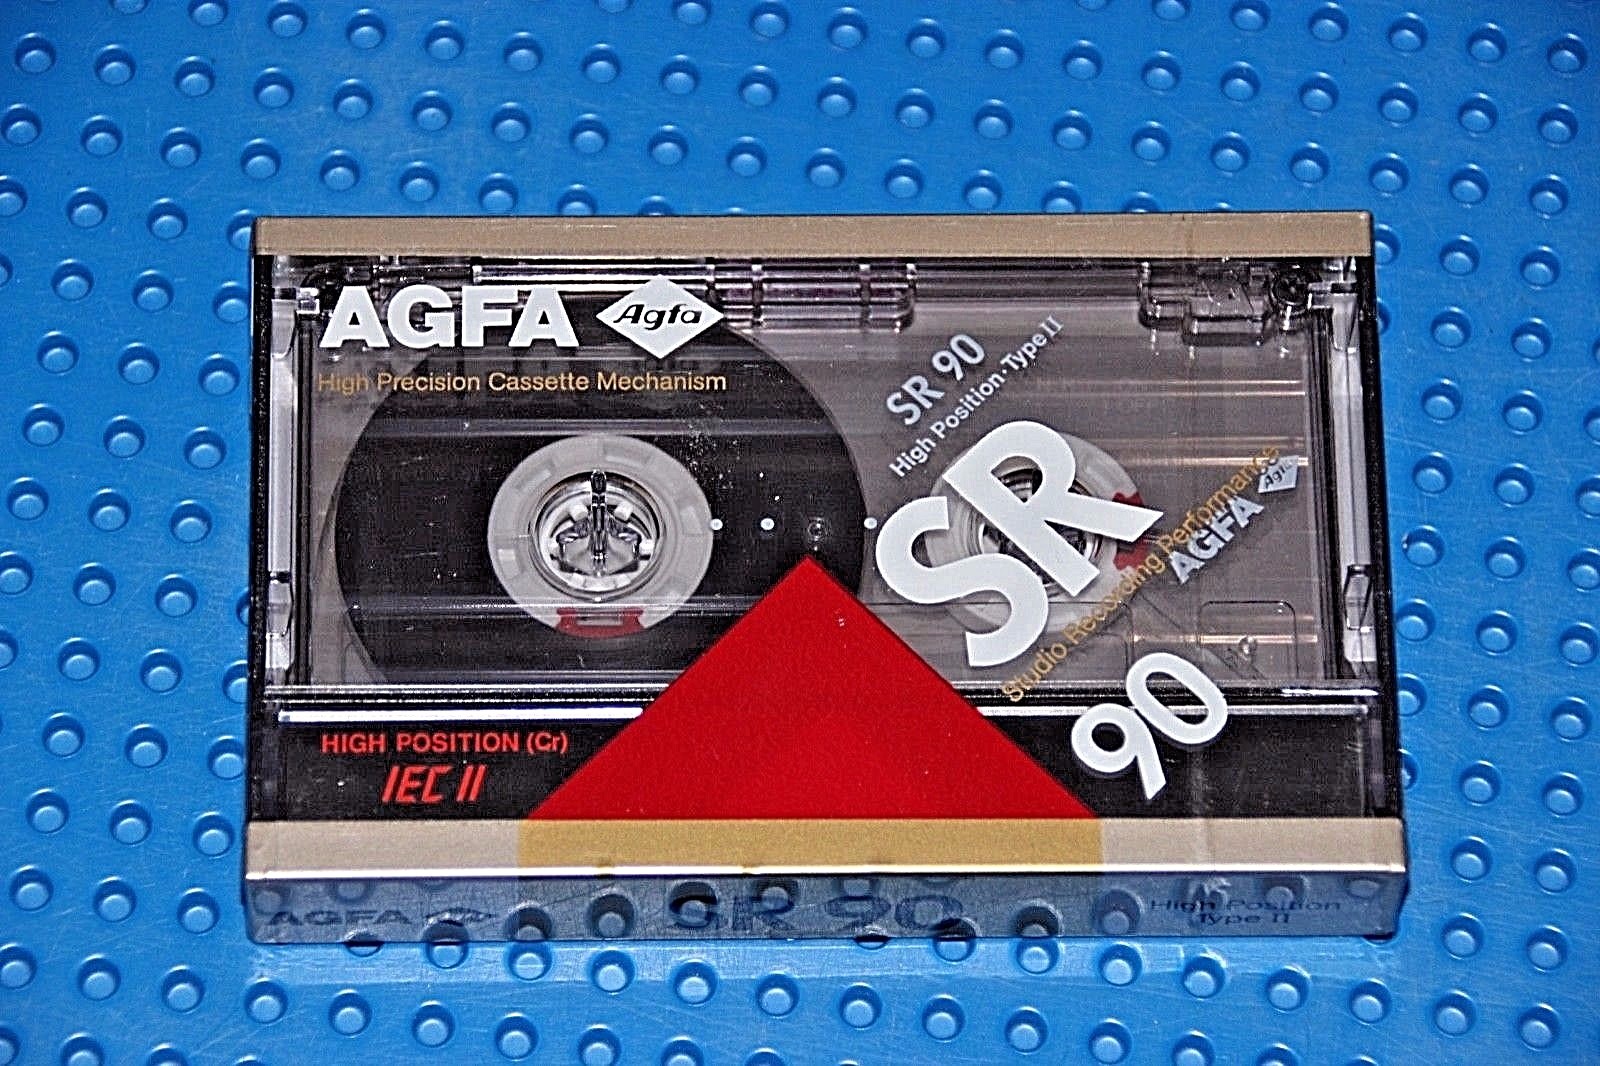 AGFA Agfa
High Precision Cassette Mechanism
SR 90
High Position · Type II
SR
Studio Recording Performance
AGFA Agfa
90
HIGH POSITION (Cr)
IEC II
AGFA
SR 90
High Position
Type II